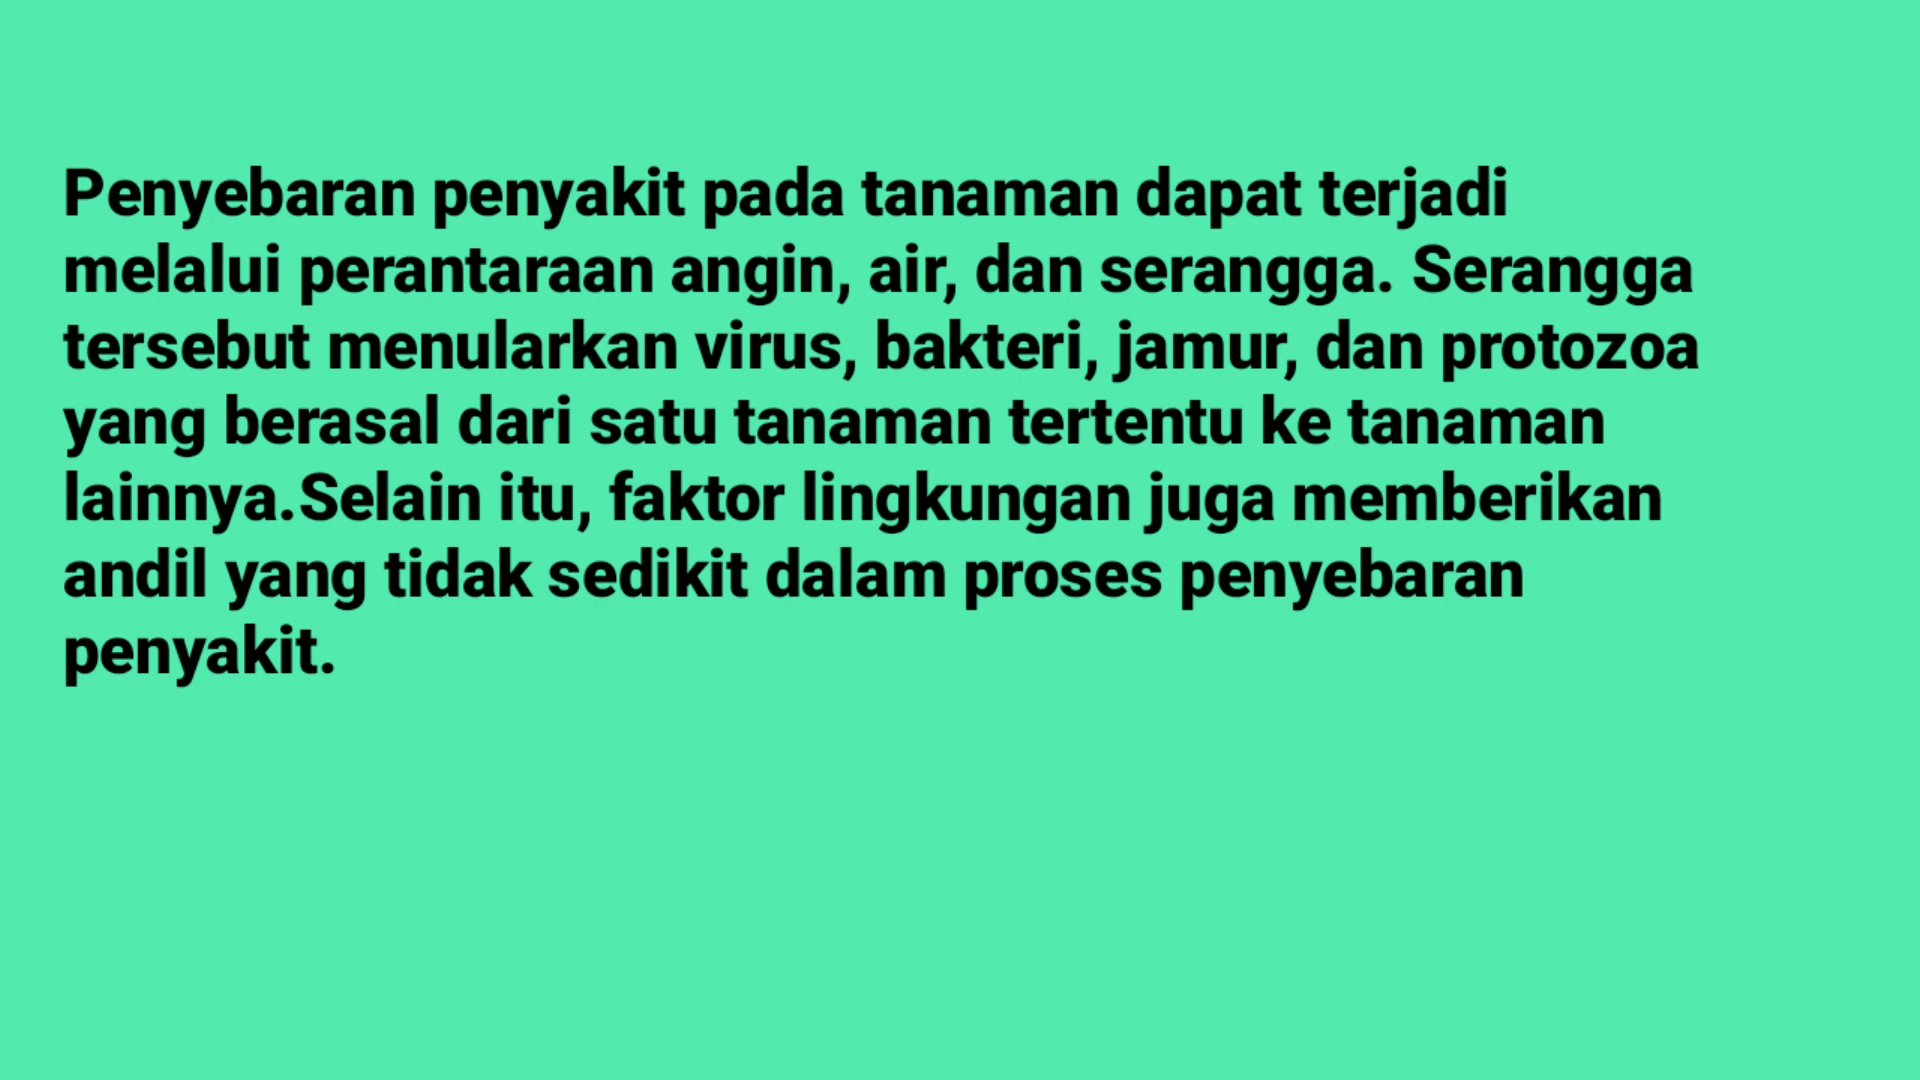 Penyebaran penyakit pada tanaman dapat terjadi
melalui perantaraan angin, air, dan serangga. Serangga
tersebut menularkan virus, bakteri, jamur, dan protozoa
yang berasal dari satu tanaman tertentu ke tanaman
lainnya.Selain itu, faktor lingkungan juga memberikan
andil yang tidak sedikit dalam proses penyebaran
penyakit.